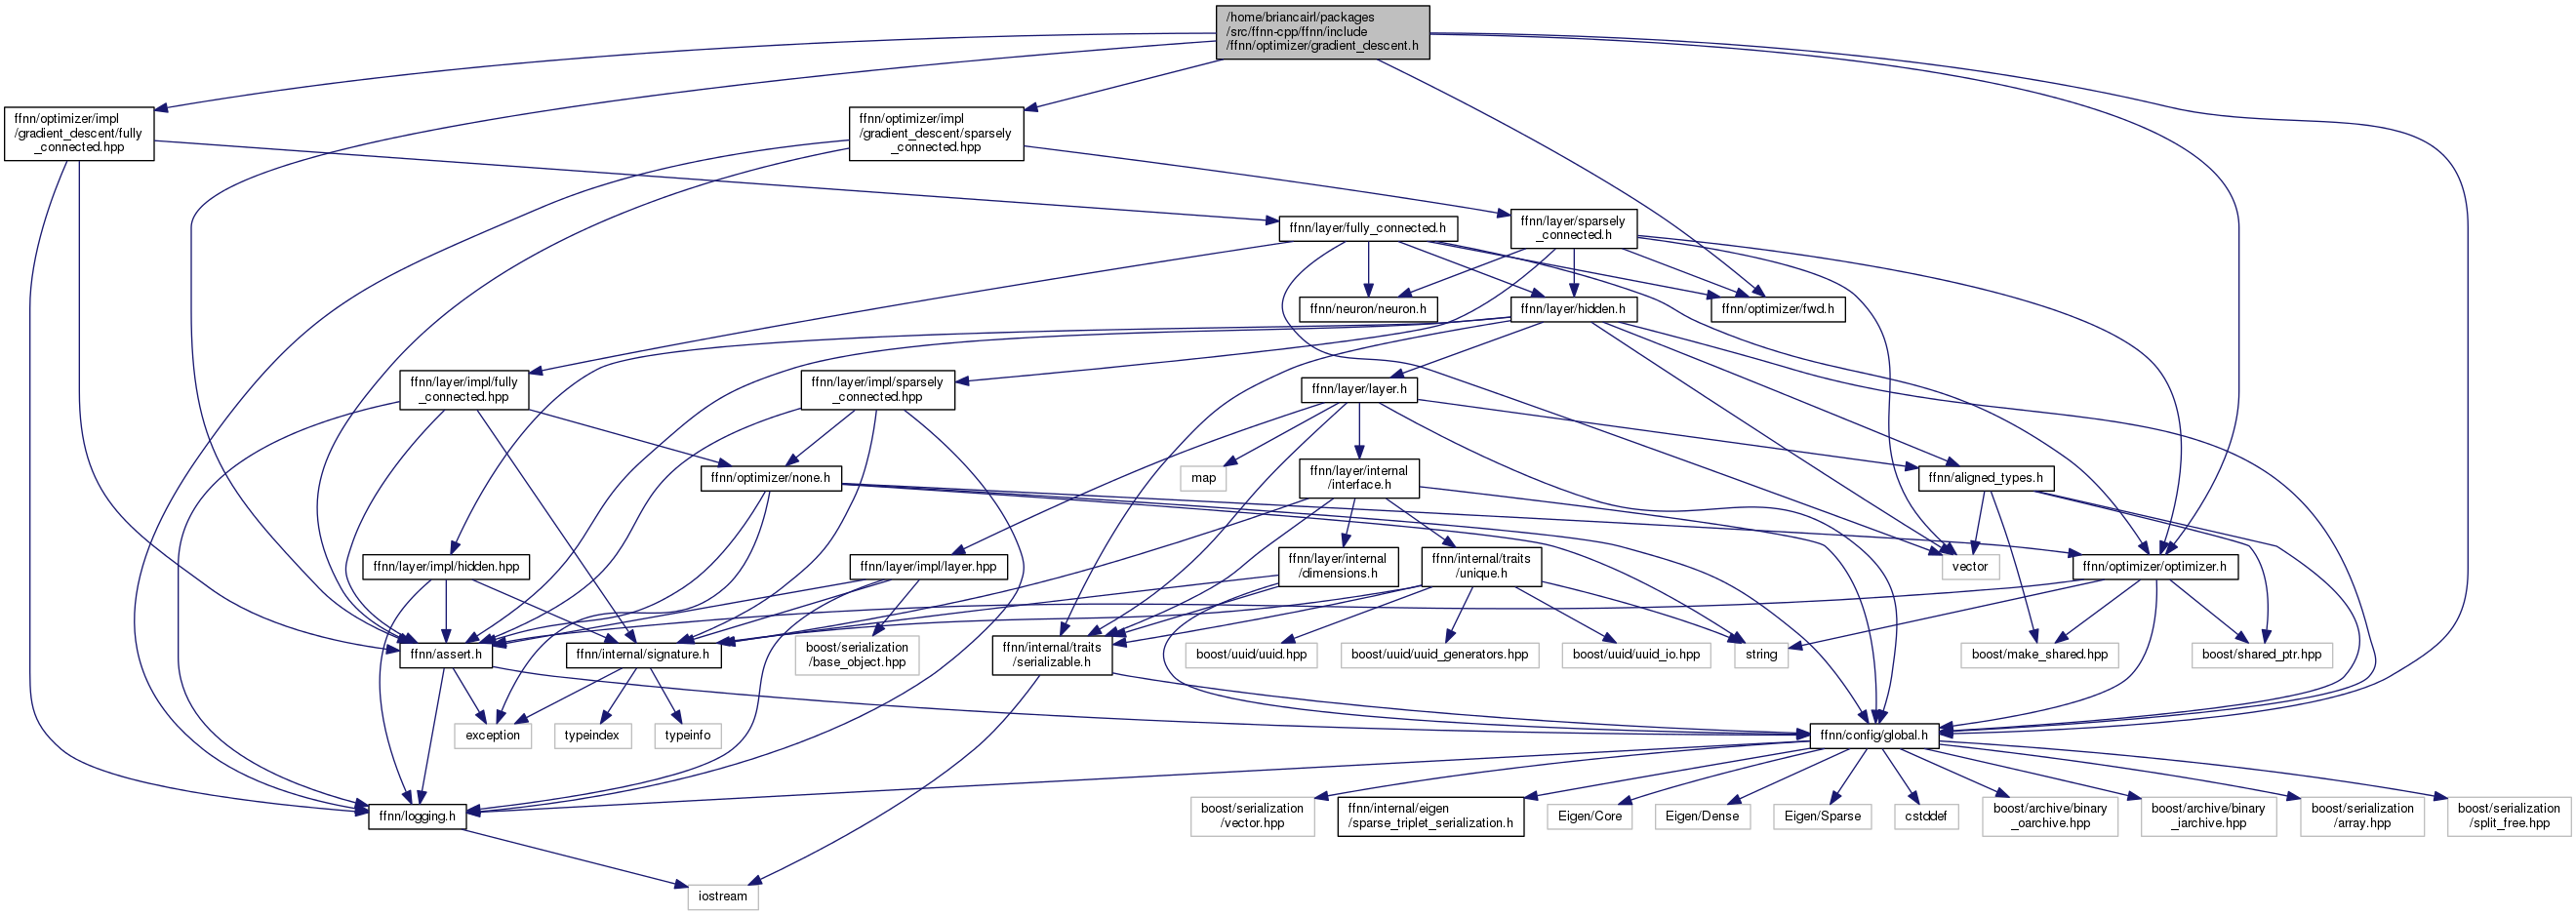 /home/briancairl/packages
/src/ffnn-cpp/ffnn/include
/ffnn/optimizer/gradient_descent.h
ffnn/optimizer/impl
/gradient_descent/fully
_connected.hpp
ffnn/optimizer/impl
/gradient_descent/sparsely
_connected.hpp
ffnn/layer/fully_connected.h
ffnn/layer/sparsely
_connected.h
ffnn/neuron/neuron.h
ffnn/layer/hidden.h
ffnn/optimizer/fwd.h
ffnn/layer/impl/fully
_connected.hpp
ffnn/layer/impl/sparsely
_connected.hpp
ffnn/layer/layer.h
ffnn/optimizer/none.h
map
ffnn/layer/internal
/interface.h
ffnn/aligned_types.h
ffnn/layer/impl/hidden.hpp
ffnn/layer/impl/layer.hpp
ffnn/layer/internal
/dimensions.h
ffnn/internal/traits
/unique.h
vector
ffnn/optimizer/optimizer.h
ffnn/assert.h
ffnn/internal/signature.h
boost/serialization
/base_object.hpp
ffnn/internal/traits
/serializable.h
boost/uuid/uuid.hpp
boost/uuid/uuid_generators.hpp
boost/uuid/uuid_io.hpp
string
boost/make_shared.hpp
boost/shared_ptr.hpp
exception
typeindex
typeinfo
ffnn/config/global.h
ffnn/logging.h
boost/serialization
/vector.hpp
ffnn/internal/eigen
/sparse_triplet_serialization.h
Eigen/Core
Eigen/Dense
Eigen/Sparse
cstddef
boost/archive/binary
_oarchive.hpp
boost/archive/binary
_iarchive.hpp
boost/serialization
/array.hpp
boost/serialization
/split_free.hpp
iostream